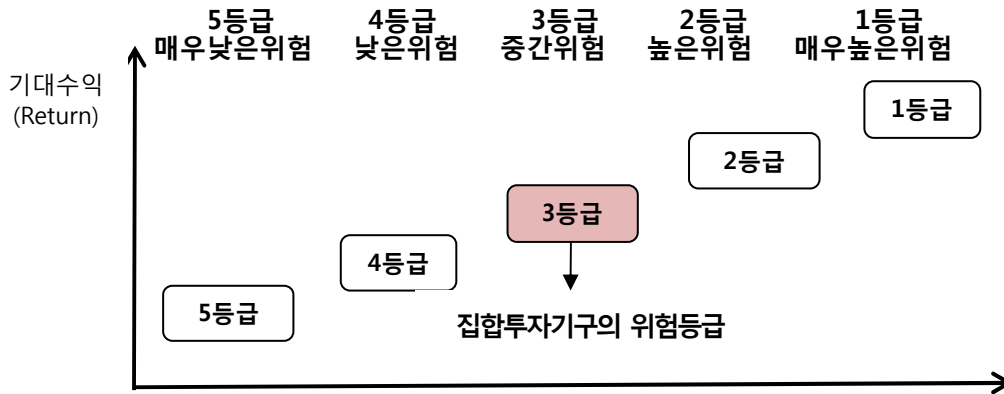 5등급 4등급 3등급 2등급 1등급
매우낮은위험 낮은위험 중간위험 높은위험 매우높은위험
기대수익
(Return)
1등급
2등급
3등급
4등급
5등급
집합투자기구의 위험등급